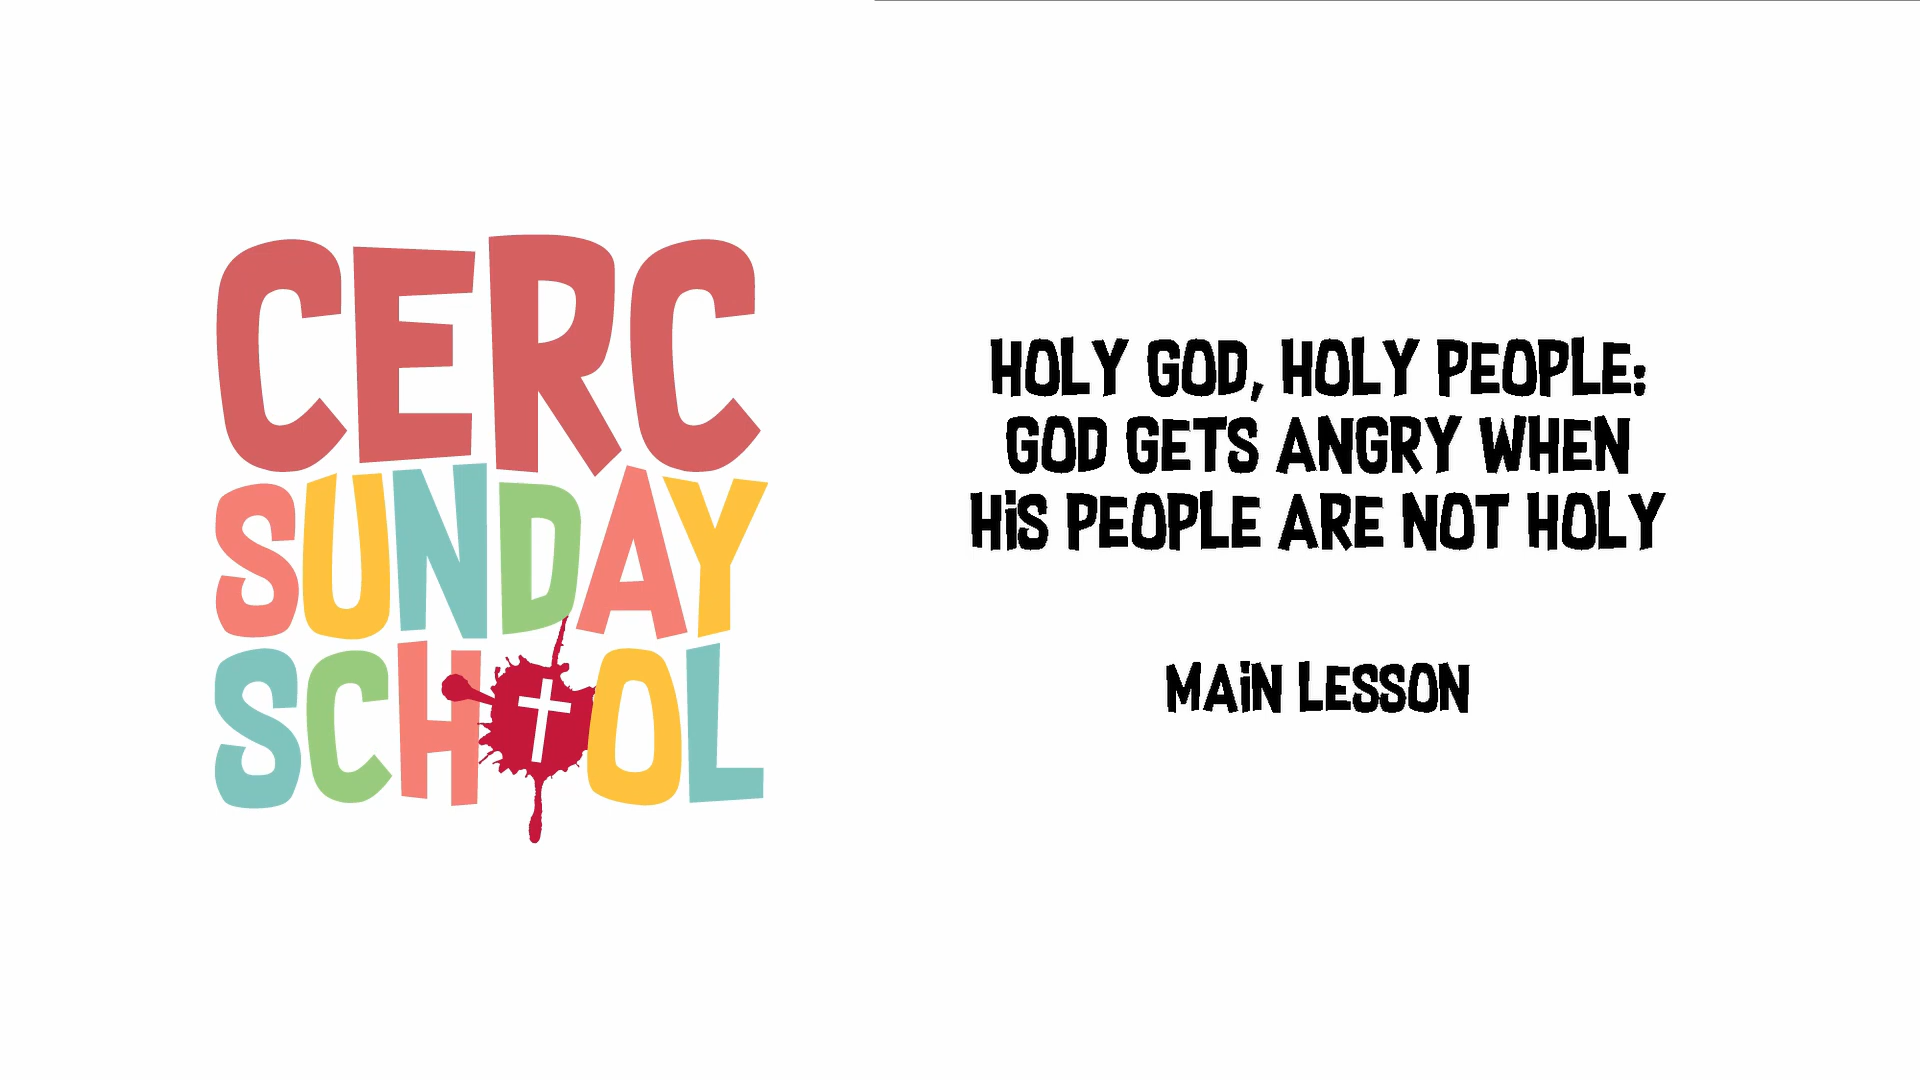 CERC
SUNDAY
SCHOOL
HOLY GOD, HOLY PEOPLE:
GOD GETS ANGRY WHEN
HiS PEOPLE ARE NOT HOLY
MAiN LESSON